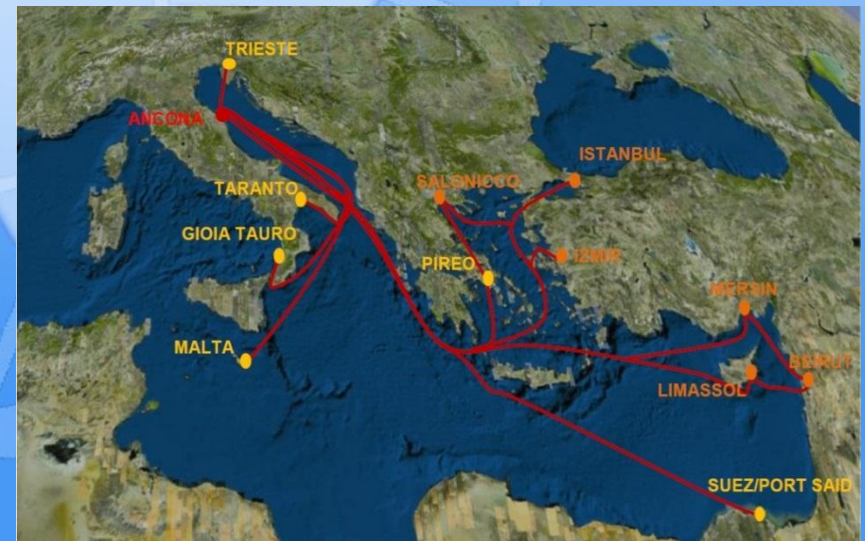 TRIESTE
ANCONA
ISTANBUL
TARANTO
SALONICCO
GIOIA TAURO
PIREO
IZMIR
MERSIN
MALTA
BEIRUT
LIMASSOL
SUEZ/PORT SAID